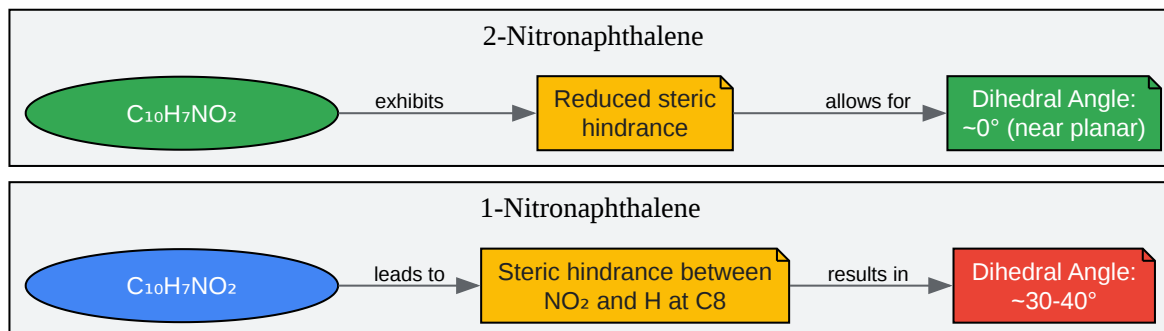 2-Nitronaphthalene
C₁₀H₇NO₂
exhibits
Reduced steric
hindrance
allows for
Dihedral Angle:
~0° (near planar)
1-Nitronaphthalene
C₁₀H₇NO₂
leads to
Steric hindrance between
NO₂ and H at C8
results in
Dihedral Angle:
~30-40°